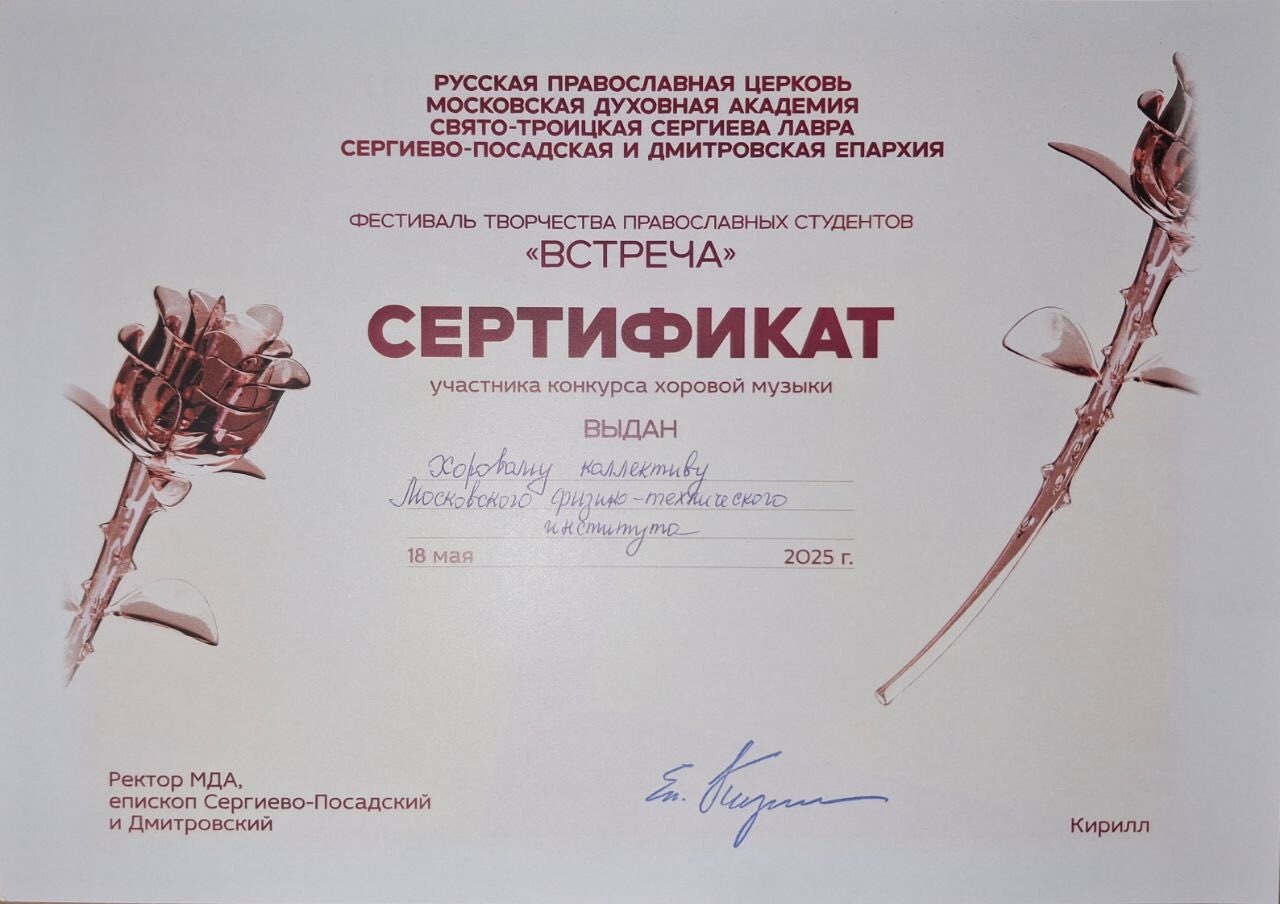 РУССКАЯ ПРАВОСЛАВНАЯ ЦЕРКОВЬ
МОСКОВСКАЯ ДУХОВНАЯ АКАДЕМИЯ
СВЯТО-ТРОИЦКАЯ СЕРГИЕВА ЛАВРА
СЕРГИЕВО-ПОСАДСКАЯ И ДМИТРОВСКАЯ ЕПАРХИЯ
ФЕСТИВАЛЬ ТВОРЧЕСТВА ПРАВОСЛАВНЫХ СТУДЕНТОВ
«ВСТРЕЧА»
СЕРТИФИКАТ
участника конкурса хоровой музыки
ВЫДАН
Хоровому коллективу
Московского физико-технического
института
18 мая 2025 г.
Ректор МДА,
епископ Сергиево-Посадский
и Дмитровский
Еп. Кирилл
Кирилл